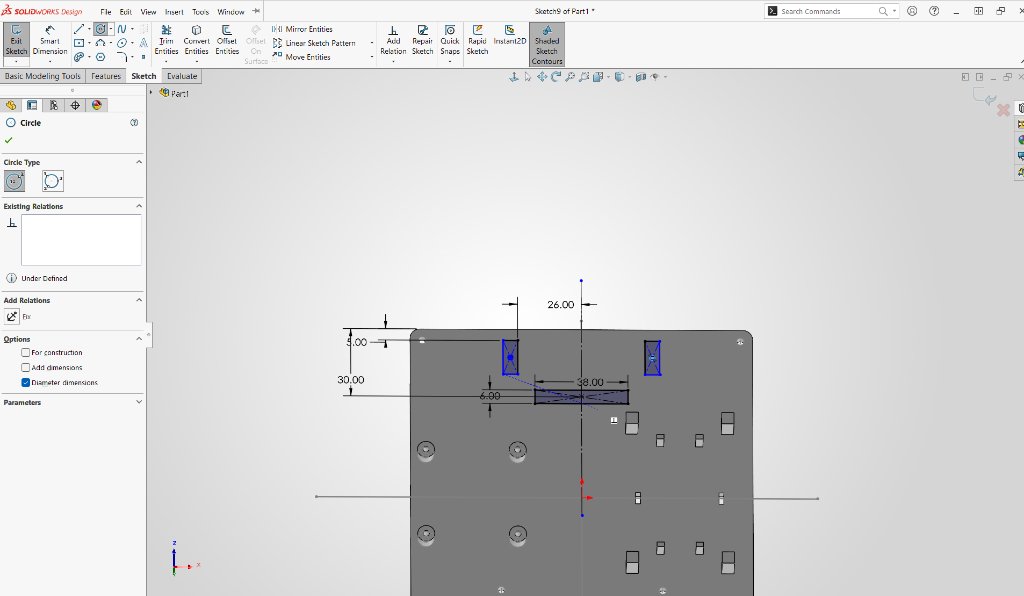 SOLIDWORKS Design File Edit View Insert Tools Window Sketch9 of Part1 * Search Commands
Exit Sketch
Smart Dimension
Trim Entities
Convert Entities
Offset Entities
Offset On Surface
Mirror Entities
Linear Sketch Pattern
Move Entities
Add Relation
Repair Sketch
Quick Snaps
Rapid Sketch
Instant2D
Shaded Sketch Contours
Basic Modeling Tools Features Sketch Evaluate
Part1
Circle
Circle Type
Existing Relations
Under Defined
Add Relations
Fix
Options
For construction
Add dimensions
Diameter dimensions
Parameters
26.00
5.00
30.00
38.00
6.00
Z
X